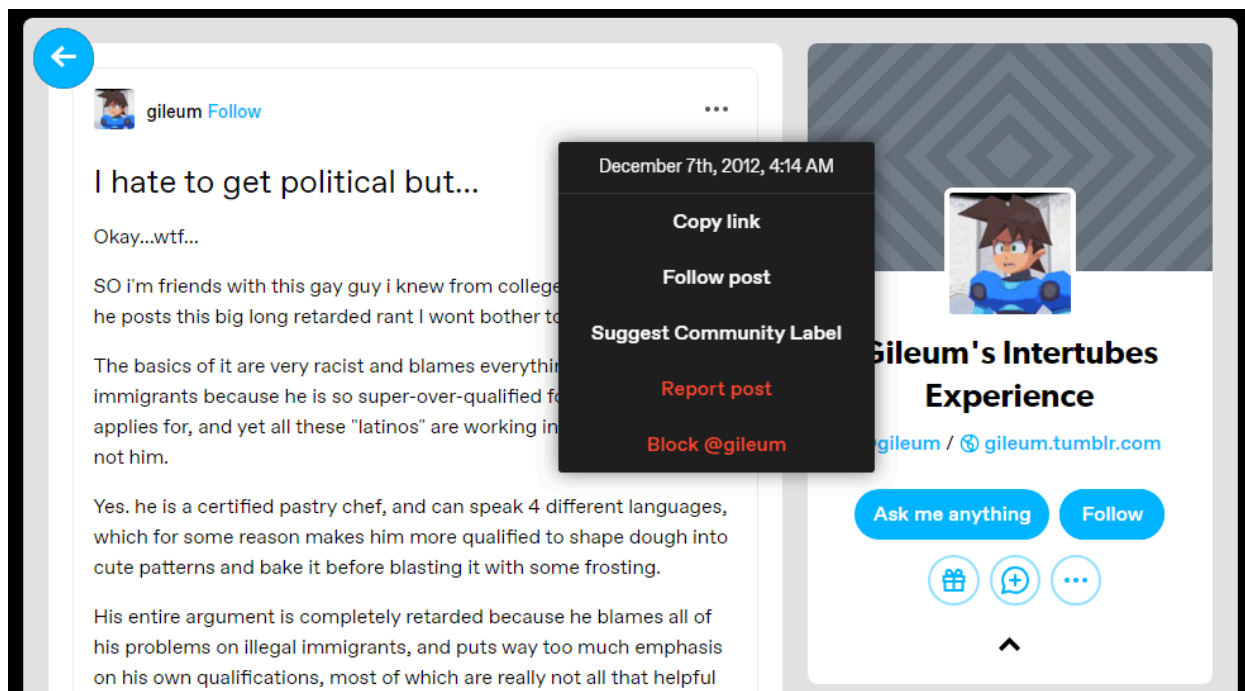 gileum Follow
I hate to get political but...
Okay...wtf...
SO i'm friends with this gay guy i knew from college
he posts this big long retarded rant I wont bother
The basics of it are very racist and blames
immigrants because he is so super-over-qualified
applies for, and yet all these "latinos" are working in
not him.
Yes. he is a certified pastry chef, and can speak 4 different languages,
which for some reason makes him more qualified to shape dough into
cute patterns and bake it before blasting it with some frosting.
His entire argument is completely retarded because he blames all of
his problems on illegal immigrants, and puts way too much emphasis
on his own qualifications, most of which are really not all that helpful
December 7th, 2012, 4:14 AM
Copy link
Follow post
Suggest Community Label
Report post
Block @gileum
Gileum's Intertubes
Experience
@gileum / gileum.tumblr.com
Ask me anything
Follow